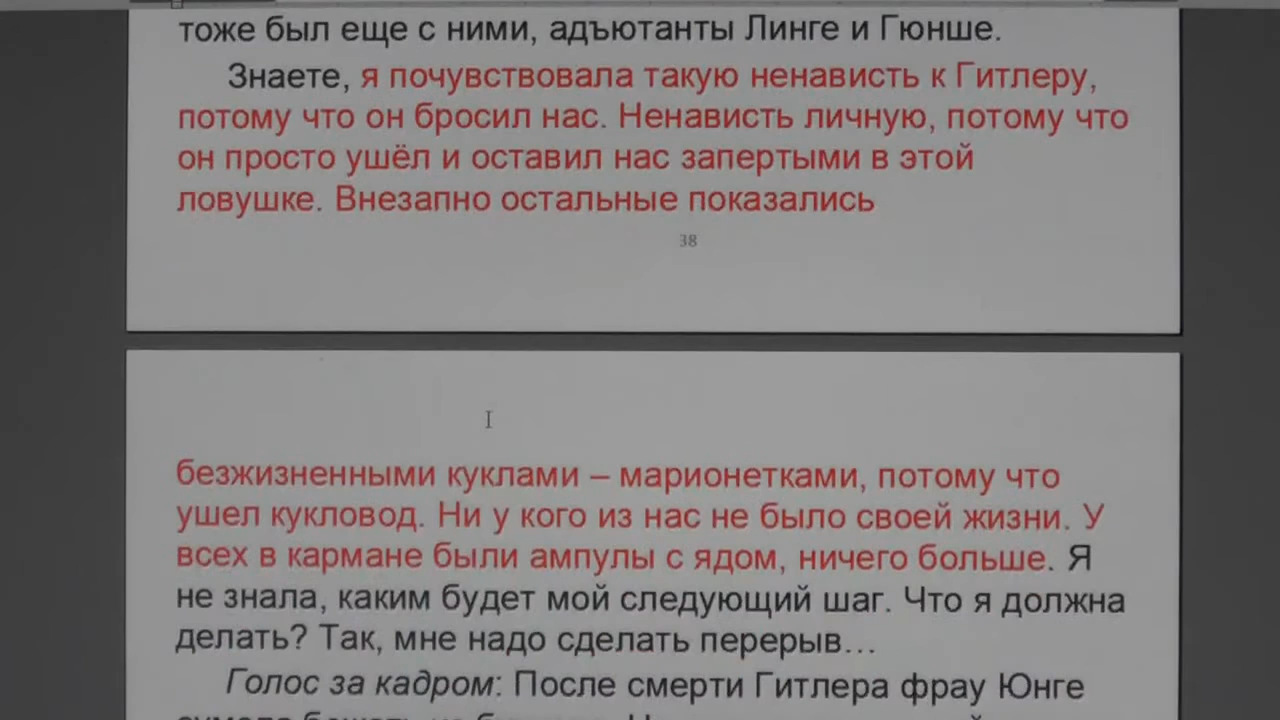 тоже был еще с ними, адъютанты Линге и Гюнше.
Знаете, я почувствовала такую ненависть к Гитлеру,
потому что он бросил нас. Ненависть личную, потому что
он просто ушёл и оставил нас запертыми в этой
ловушке. Внезапно остальные показались
38
безжизненными куклами – марионетками, потому что
ушел кукловод. Ни у кого из нас не было своей жизни. У
всех в кармане были ампулы с ядом, ничего больше. Я
не знала, каким будет мой следующий шаг. Что я должна
делать? Так, мне надо сделать перерыв...
Голос за кадром: После смерти Гитлера фрау Юнге